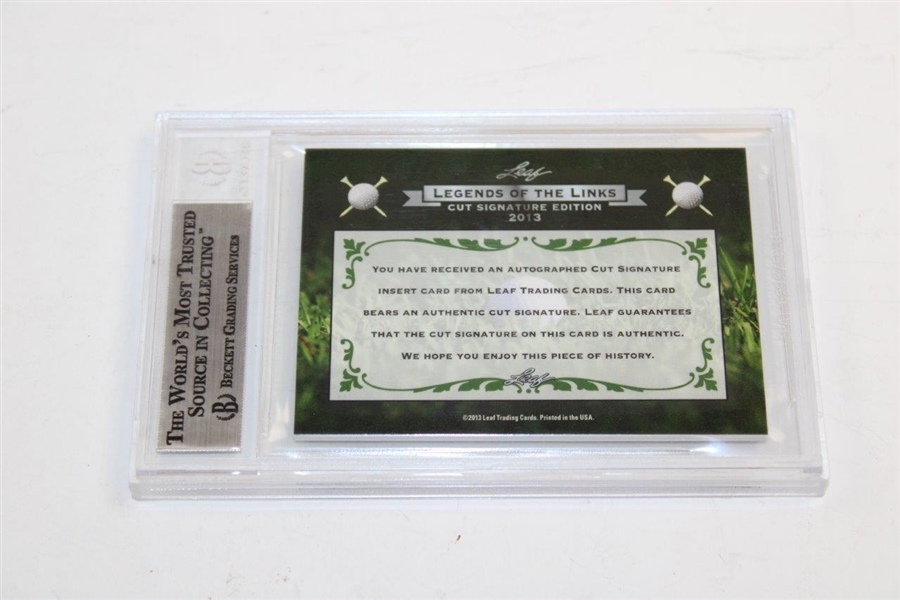 THE WORLD'S MOST TRUSTED
SOURCE IN COLLECTING"
BECKETT GRADING SERVICES
Leaf
LEGENDS OF THE LINKS
CUT SIGNATURE EDITION
2013
YOU HAVE RECEIVED AN AUTOGRAPHED CUT SIGNATURE
INSERT CARD FROM LEAF TRADING CARDS. THIS CARD
BEARS AN AUTHENTIC CUT SIGNATURE. LEAF GUARANTEES
THAT THE CUT SIGNATURE ON THIS CARD IS AUTHENTIC.
WE HOPE YOU ENJOY THIS PIECE OF HISTORY.
Leaf
©2013 Leaf Trading Cards. Printed in the USA.